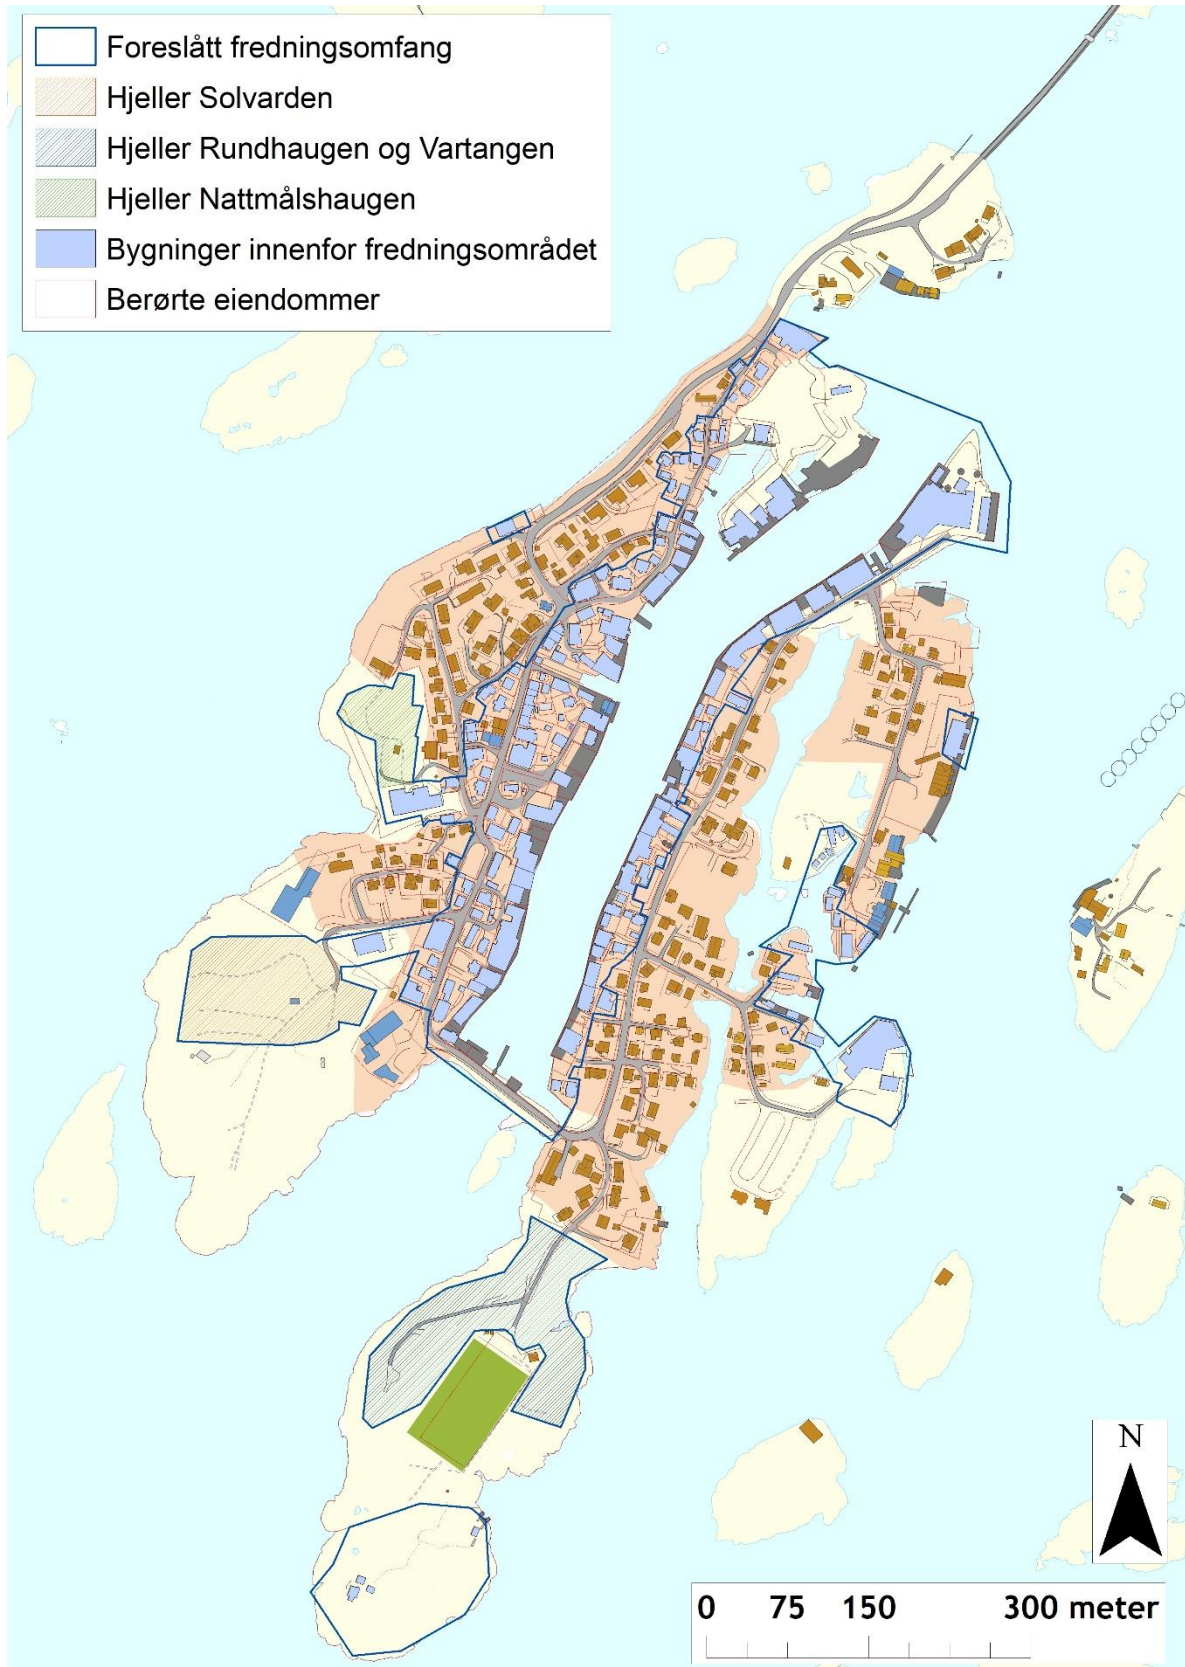 Foreslått fredningsomfang
Hjeller Solvarden
Hjeller Rundhaugen og Vartangen
Hjeller Nattmålshaugen
Bygninger innenfor fredningsområdet
Berørte eiendommer
N
0 75 150 300 meter